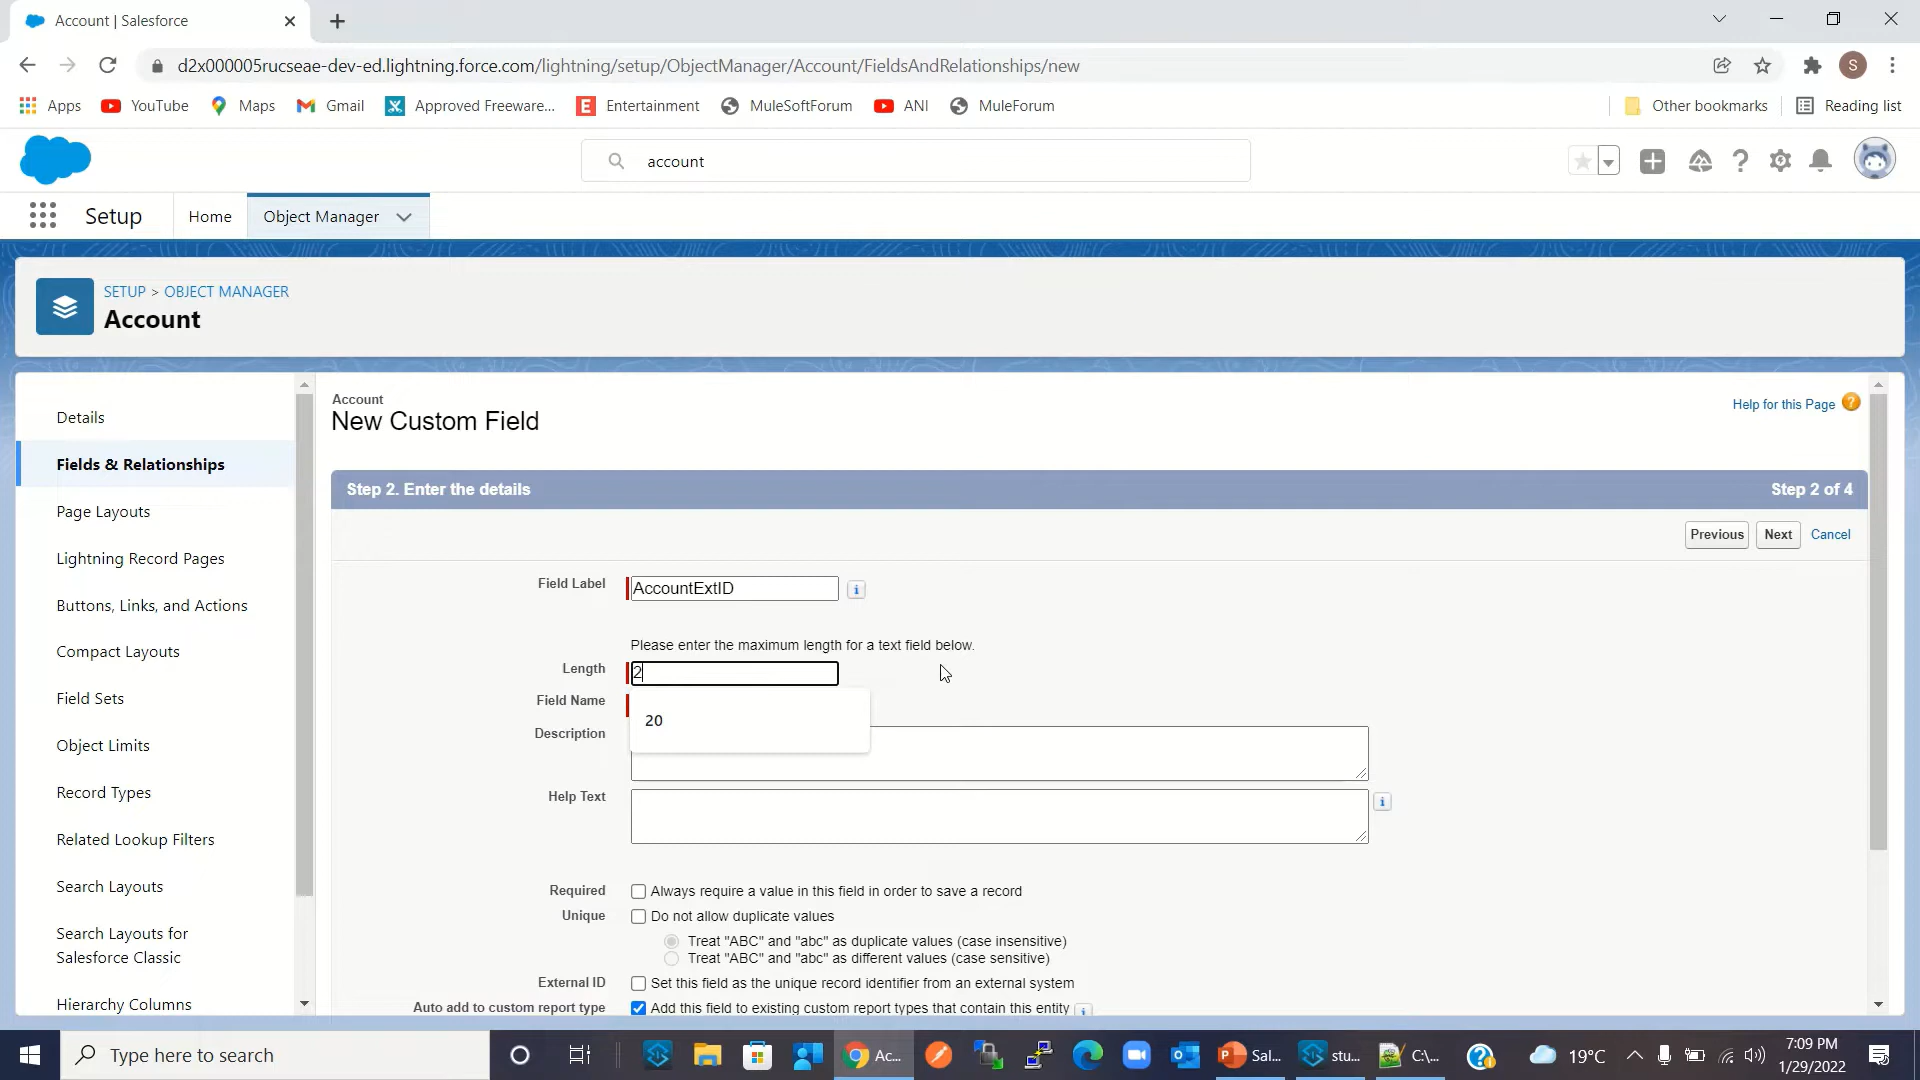 Account | Salesforce
d2x000005rucseae-dev-ed.lightning.force.com/lightning/setup/ObjectManager/Account/FieldsAndRelationships/new
S
Apps YouTube Maps Gmail Approved Freeware... Entertainment MuleSoftForum ANI MuleForum Other bookmarks Reading list
account
Setup Home Object Manager
SETUP > OBJECT MANAGER
Account
Details
Fields & Relationships
Page Layouts
Lightning Record Pages
Buttons, Links, and Actions
Compact Layouts
Field Sets
Object Limits
Record Types
Related Lookup Filters
Search Layouts
Search Layouts for
Salesforce Classic
Hierarchy Columns
Account
New Custom Field
Help for this Page
Step 2. Enter the details Step 2 of 4
Previous Next Cancel
Field Label AccountExtID
Please enter the maximum length for a text field below.
Length 2
20
Field Name
Description
Help Text
Required Always require a value in this field in order to save a record
Unique Do not allow duplicate values
Treat "ABC" and "abc" as duplicate values (case insensitive)
Treat "ABC" and "abc" as different values (case sensitive)
External ID Set this field as the unique record identifier from an external system
Auto add to custom report type Add this field to existing custom report types that contain this entity
Type here to search
Ac...
Sal...
stu...
C:\...
19°C
7:09 PM
1/29/2022